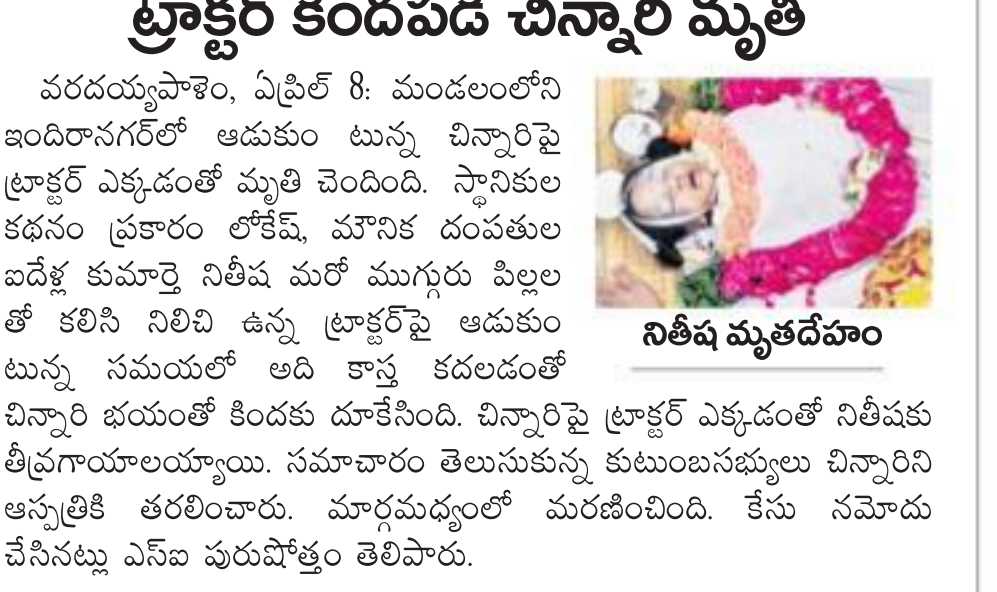 ట్రాక్టర్ కిందపడి చిన్నారి మృతి
వరదయ్యపాళెం, ఏప్రిల్ 8: మండలంలోని
ఇందిరానగర్‌లో ఆడుకుం టున్న చిన్నారిపై
ట్రాక్టర్ ఎక్కడంతో మృతి చెందింది. స్థానికుల
కథనం ప్రకారం లోకేష్, మౌనిక దంపతుల
ఐదేళ్ల కుమార్తె నితీష మరో ముగ్గురు పిల్లల
తో కలిసి నిలిచి ఉన్న ట్రాక్టర్‌పై ఆడుకుం
టున్న సమయలో అది కాస్త కదలడంతో
చిన్నారి భయంతో కిందకు దూకేసింది. చిన్నారిపై ట్రాక్టర్ ఎక్కడంతో నితీషకు
తీవ్రగాయాలయ్యాయి. సమాచారం తెలుసుకున్న కుటుంబసభ్యులు చిన్నారిని
ఆస్పత్రికి తరలించారు. మార్గమధ్యంలో మరణించింది. కేసు నమోదు
చేసినట్లు ఎస్ఐ పురుషోత్తం తెలిపారు.
నితీష మృతదేహం